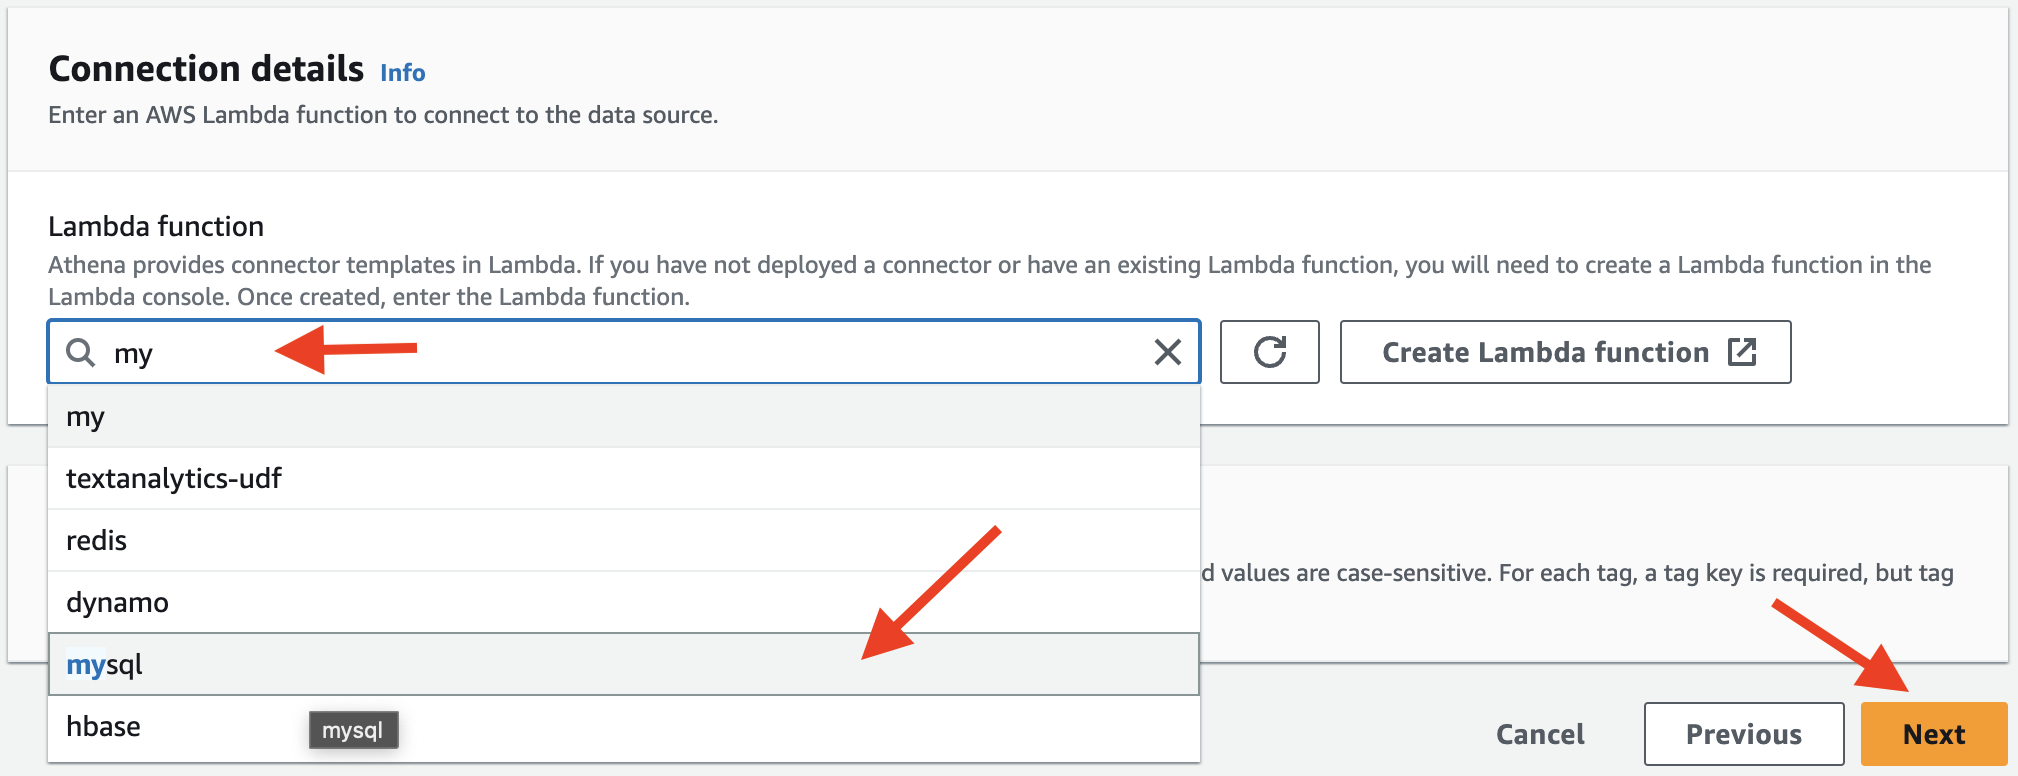 Connection details Info
Enter an AWS Lambda function to connect to the data source.
Lambda function
Athena provides connector templates in Lambda. If you have not deployed a connector or have an existing Lambda function, you will need to create a Lambda function in the
Lambda console. Once created, enter the Lambda function.
my
Create Lambda function
my
textanalytics-udf
redis
dynamo
d values are case-sensitive. For each tag, a tag key is required, but tag
mysql
hbase
mysql
Cancel
Previous
Next